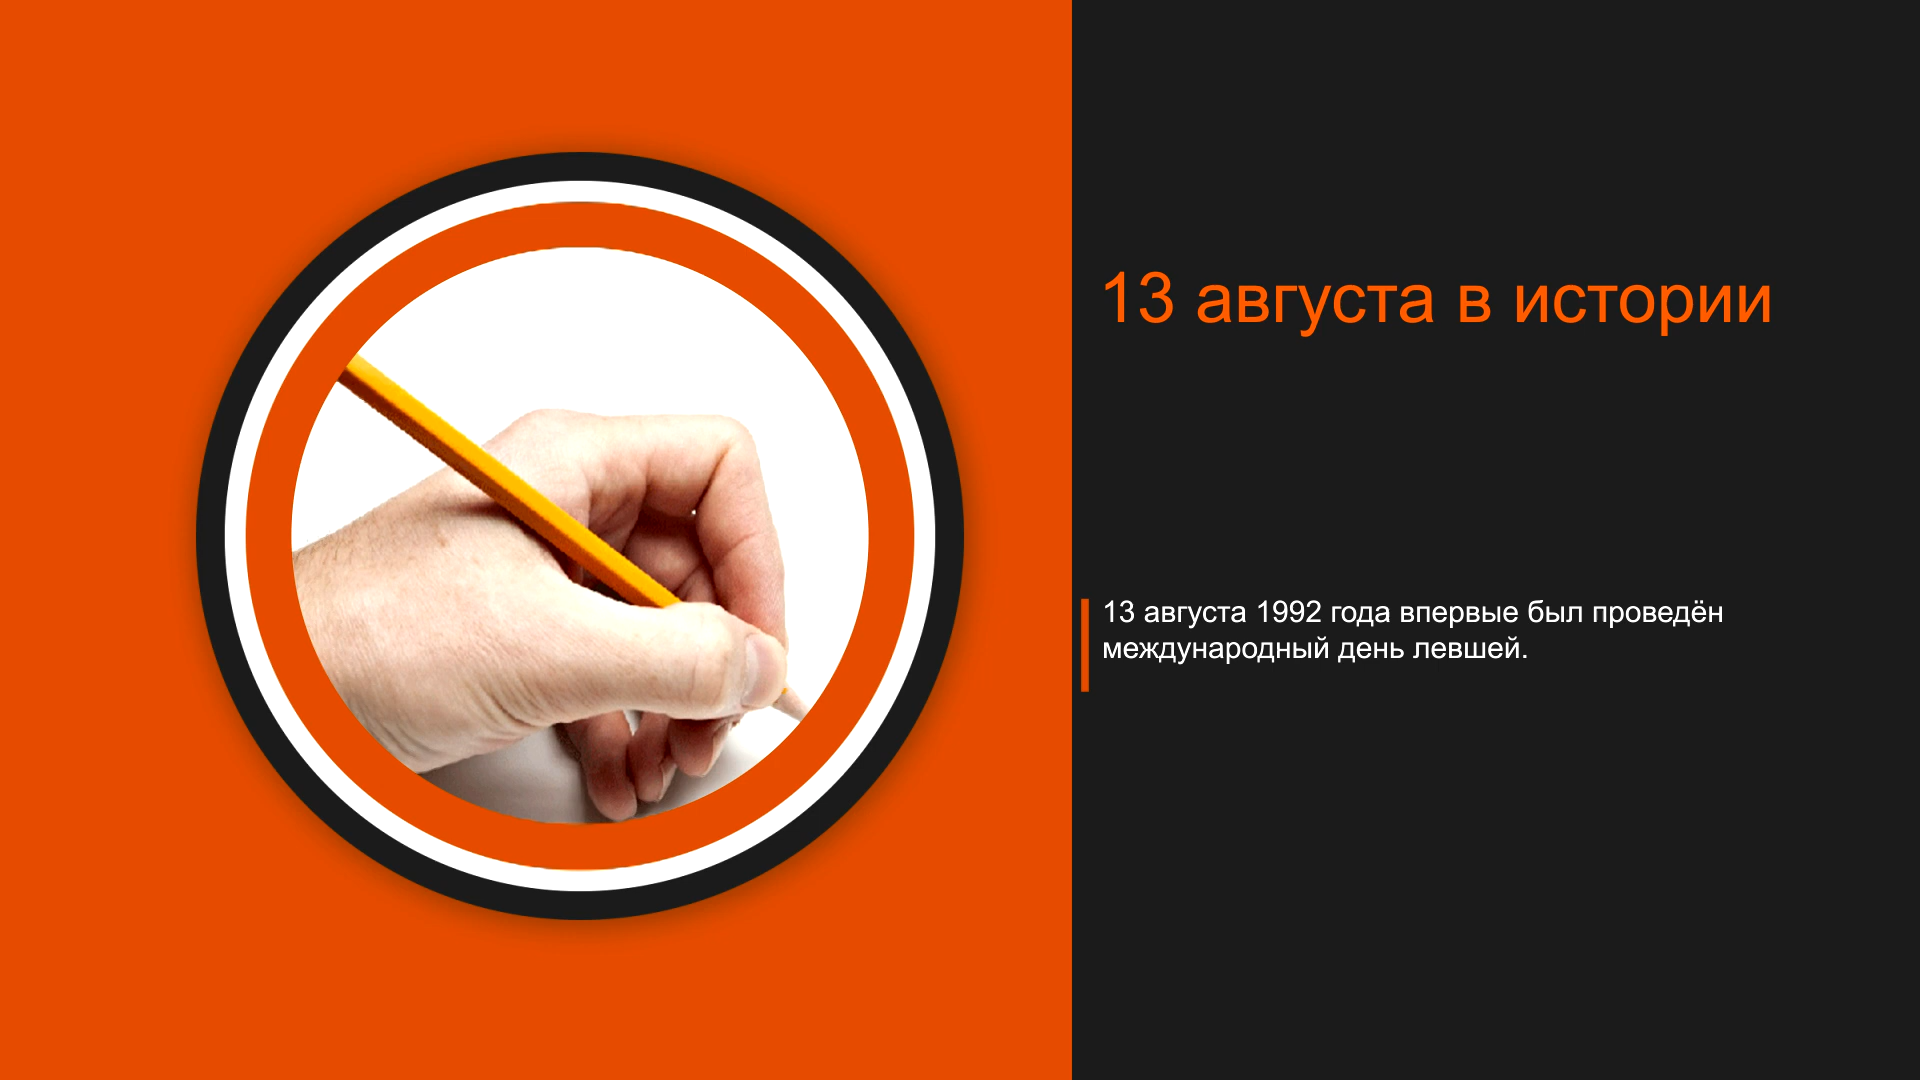 13 августа в истории
13 августа 1992 года впервые был проведён
международный день левшей.